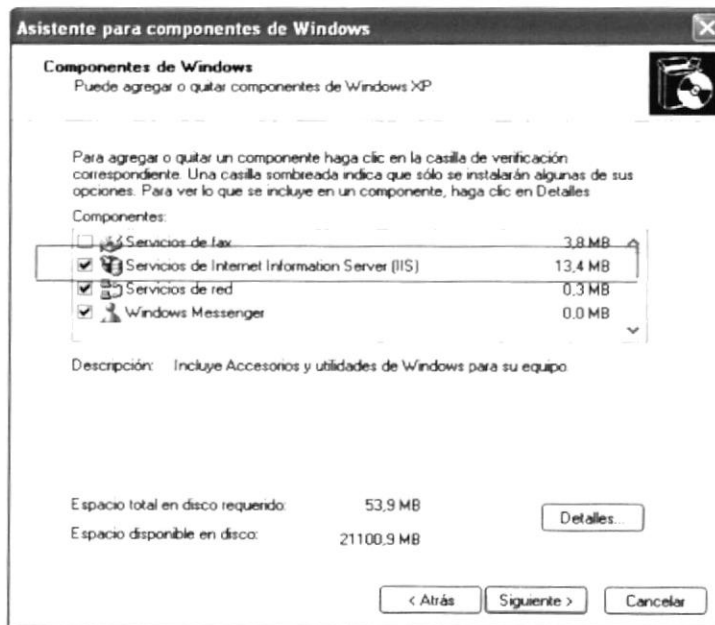 Asistente para componentes de Windows
Componentes de Windows
Puede agregar o quitar componentes de Windows XP.
Para agregar o quitar un componente haga clic en la casilla de verificación
correspondiente. Una casilla sombreada indica que sólo se instalarán algunas de sus
opciones. Para ver lo que se incluye en un componente, haga clic en Detalles
Componentes:
Servicios de fax 3,8 MB
Servicios de Internet Information Server (IIS) 13,4 MB
Servicios de red 0,3 MB
Windows Messenger 0,0 MB
Descripción: Incluye Accesorios y utilidades de Windows para su equipo
Espacio total en disco requerido: 53,9 MB
Detalles...
Espacio disponible en disco: 21100,9 MB
< Atrás Siguiente > Cancelar